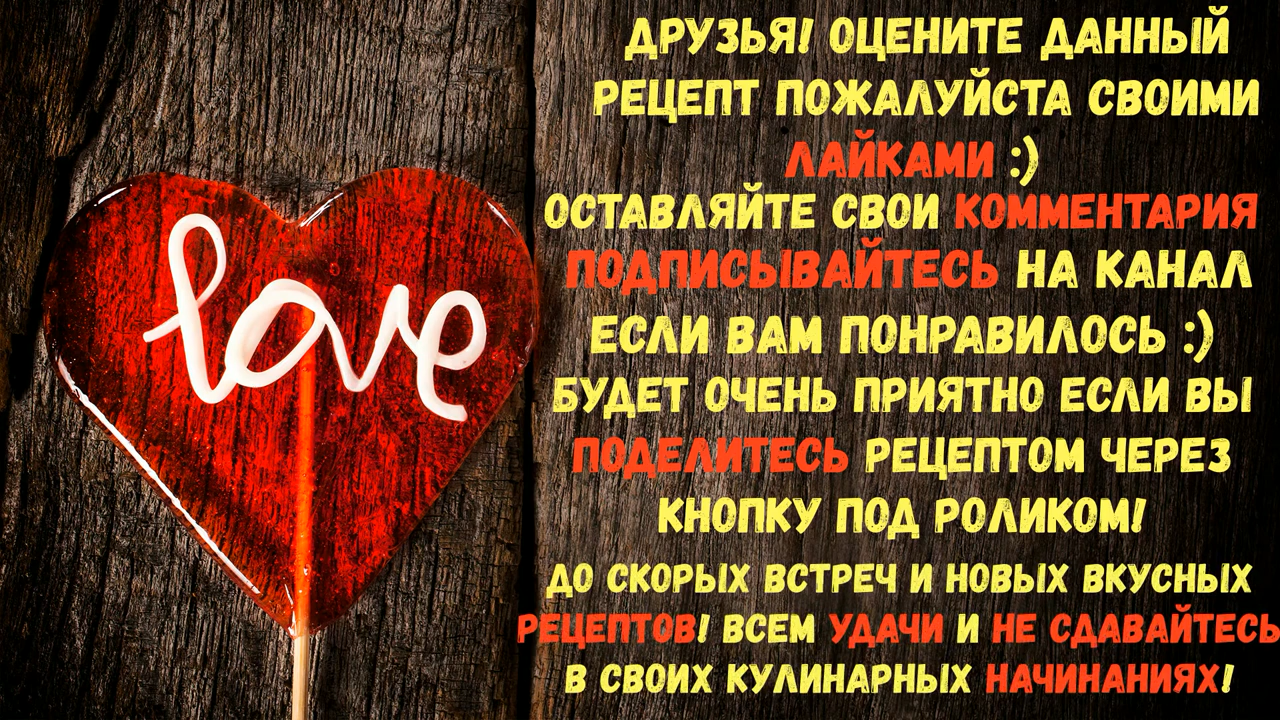 love
ДРУЗЬЯ! ОЦЕНИТЕ ДАННЫЙ
РЕЦЕПТ ПОЖАЛУЙСТА СВОИМИ
ЛАЙКАМИ :)
ОСТАВЛЯЙТЕ СВОИ КОММЕНТАРИЯ
ПОДПИСЫВАЙТЕСЬ НА КАНАЛ
ЕСЛИ ВАМ ПОНРАВИЛОСЬ :)
БУДЕТ ОЧЕНЬ ПРИЯТНО ЕСЛИ ВЫ
ПОДЕЛИТЕСЬ РЕЦЕПТОМ ЧЕРЕЗ
КНОПКУ ПОД РОЛИКОМ!
ДО СКОРЫХ ВСТРЕЧ И НОВЫХ ВКУСНЫХ
РЕЦЕПТОВ! ВСЕМ УДАЧИ И НЕ СДАВАЙТЕСЬ
В СВОИХ КУЛИНАРНЫХ НАЧИНАНИЯХ!